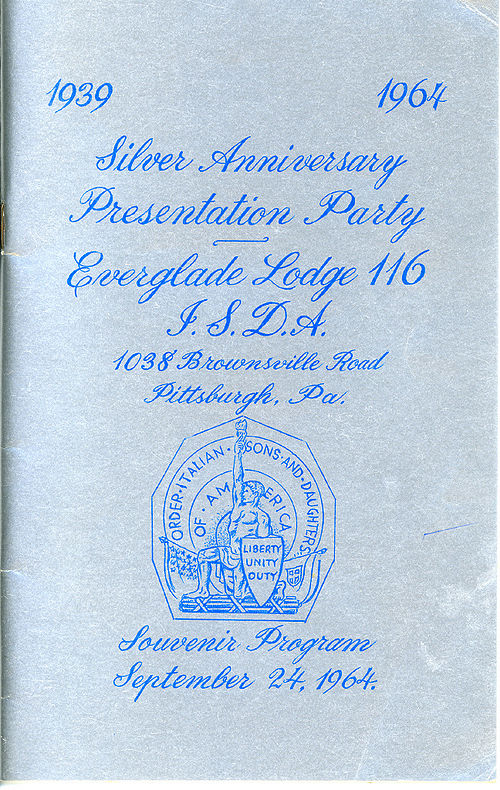 1939 1964
Silver Anniversary
Presentation Party
Everglade Lodge 116
I. S. D. A.
1038 Brownsville Road
Pittsburgh, Pa.
ORDER·ITALIAN·SONS·AND·DAUGHTERS
OF·AMERICA
LIBERTY
UNITY
DUTY
Souvenir Program
September 24, 1964.